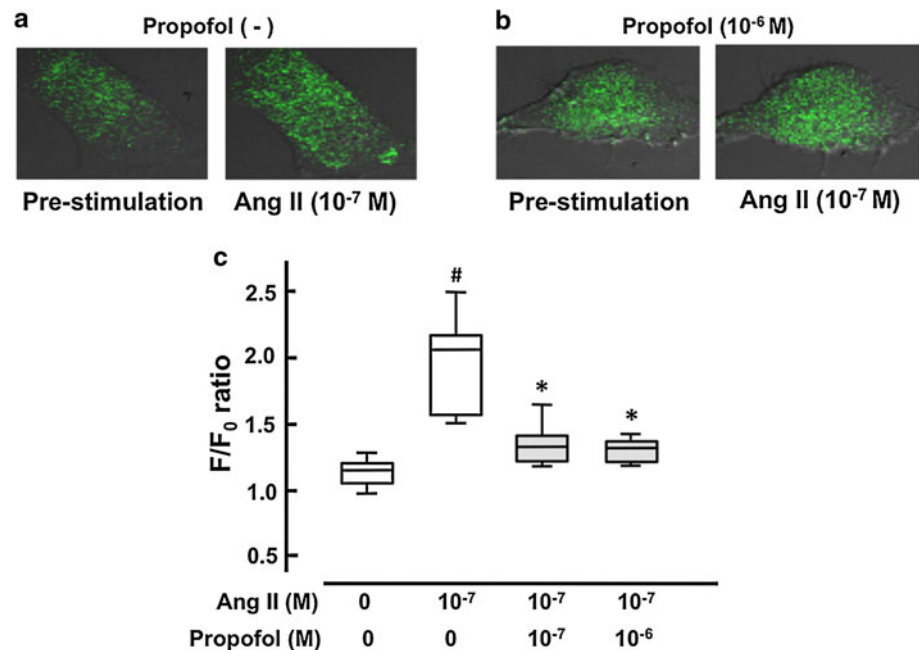 a
Propofol ( - )
Pre-stimulation
Ang II (10⁻⁷ M)
b
Propofol (10⁻⁶ M)
Pre-stimulation
Ang II (10⁻⁷ M)
c
F/F₀ ratio
2.5
2.0
1.5
1.0
0.5
#
*
*
Ang II (M) 0 10⁻⁷ 10⁻⁷ 10⁻⁷
Propofol (M) 0 0 10⁻⁷ 10⁻⁶